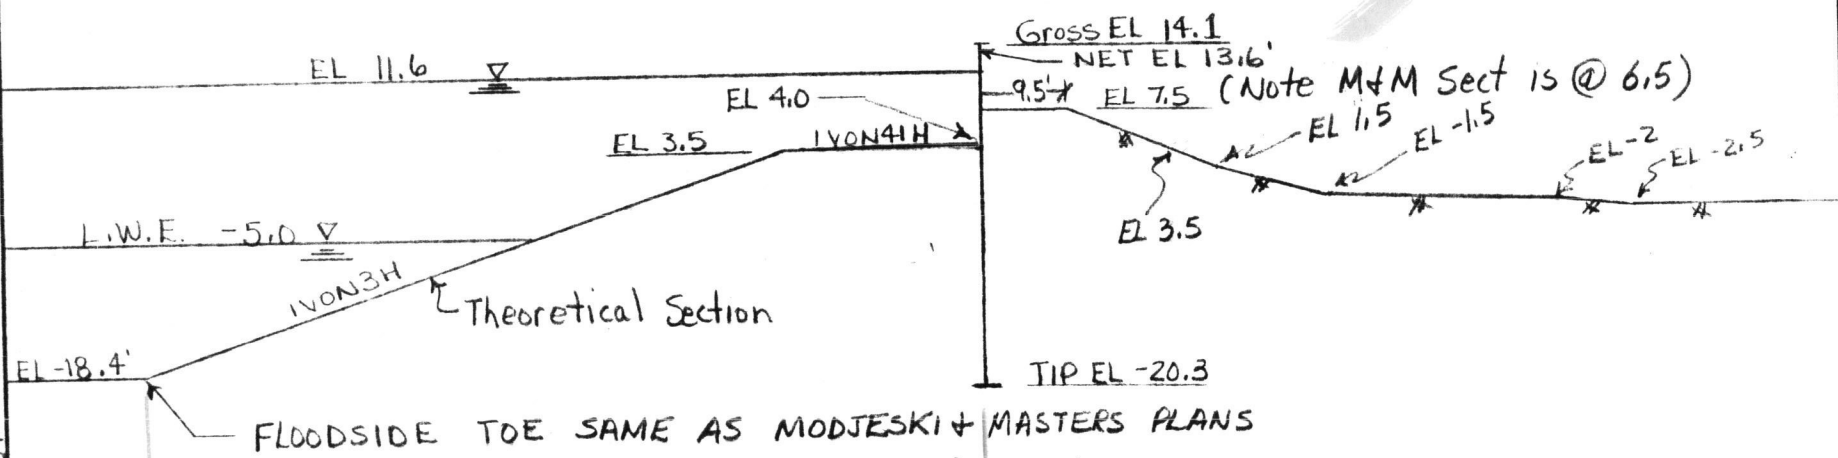 Gross EL 14.1
NET EL 13.6'
EL 11.6
EL 4.0
9.5'
EL 7.5 (Note M&M Sect is @ 6.5)
EL 3.5
1VON41H
EL 1.5
EL -1.5
EL -2
EL -2.5
EL 3.5
L.W.E. -5.0
1VON3H
Theoretical Section
EL -18.4'
TIP EL -20.3
FLOODSIDE TOE SAME AS MODJESKI & MASTERS PLANS